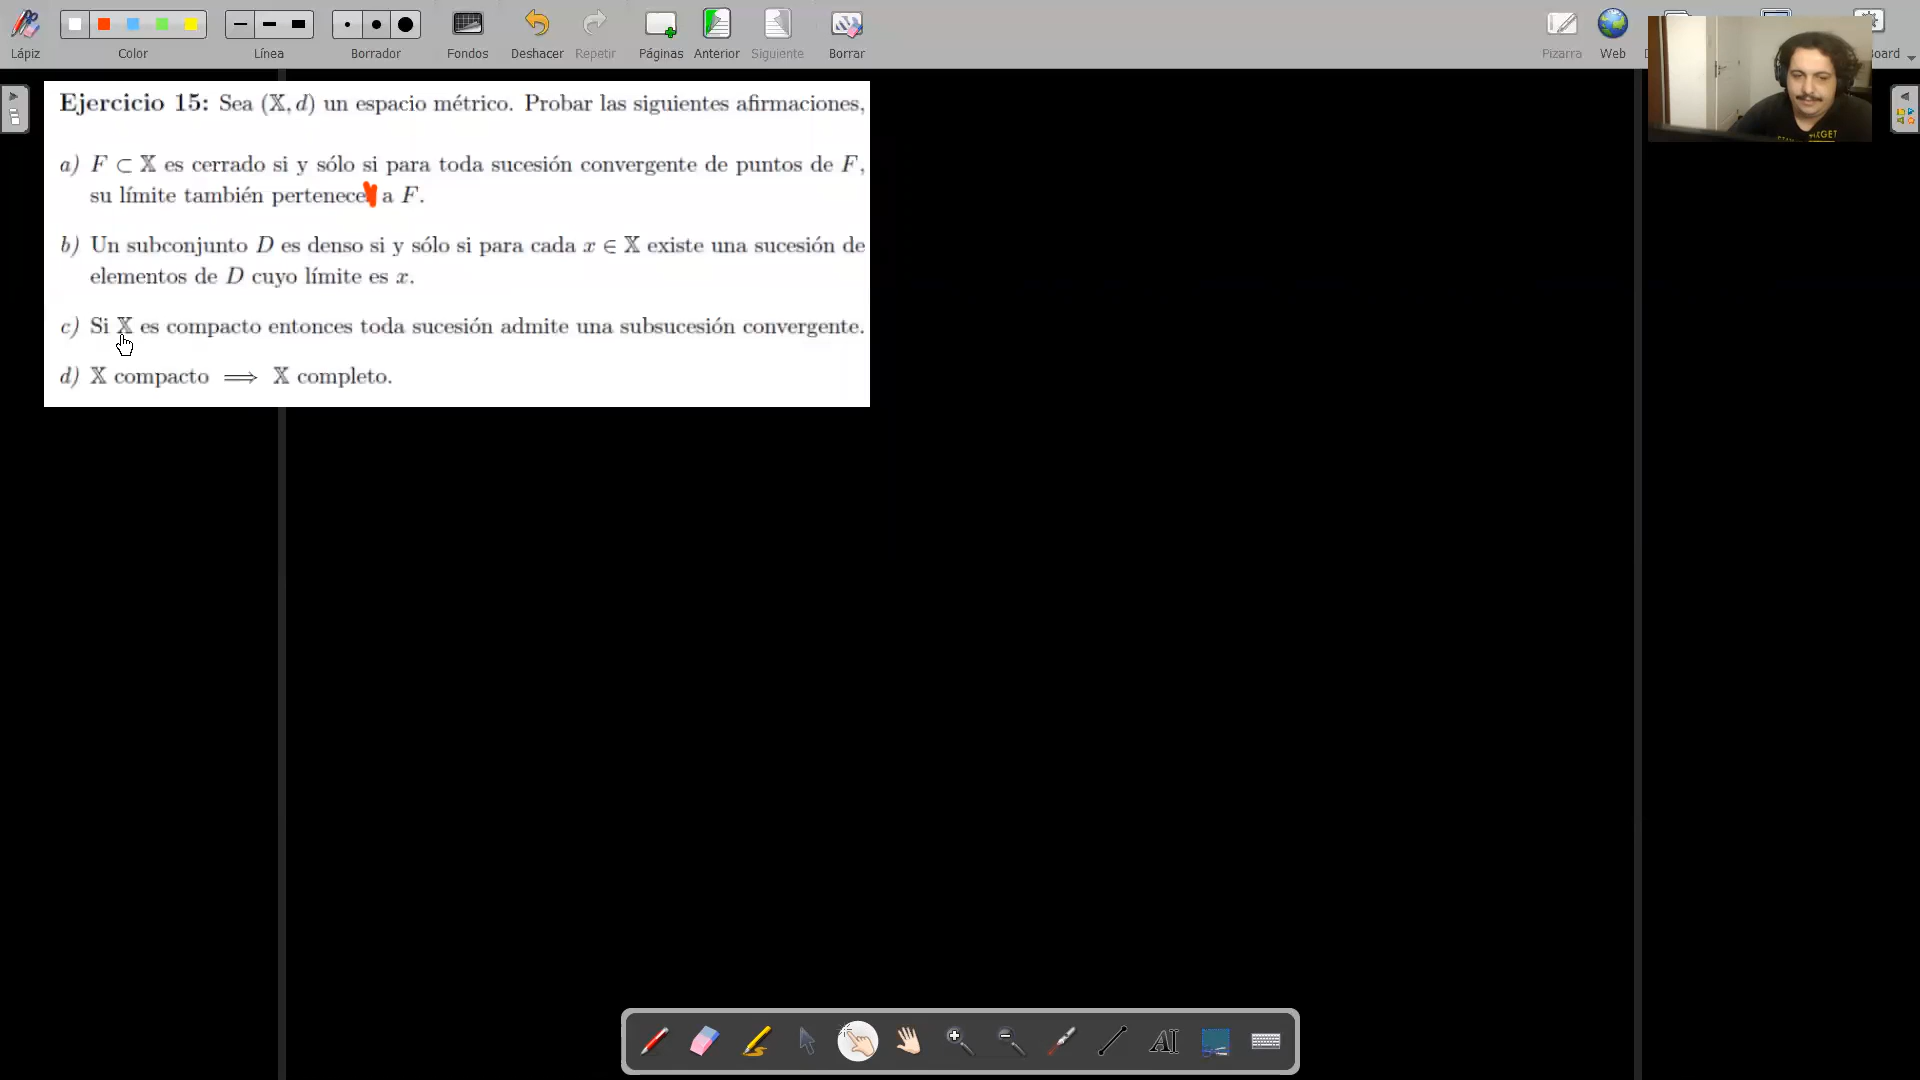 Lápiz
Color
Línea
Borrador
Fondos
Deshacer
Repetir
Páginas
Anterior
Siguiente
Borrar
Pizarra
Web
oard
Ejercicio 15: Sea (𝕏, d) un espacio métrico. Probar las siguientes afirmaciones,
a) F ⊂ 𝕏 es cerrado si y sólo si para toda sucesión convergente de puntos de F,
su límite también pertenece a F.
b) Un subconjunto D es denso si y sólo si para cada x ∈ 𝕏 existe una sucesión de
elementos de D cuyo límite es x.
c) Si 𝕏 es compacto entonces toda sucesión admite una subsucesión convergente.
d) 𝕏 compacto ⟹ 𝕏 completo.
AI